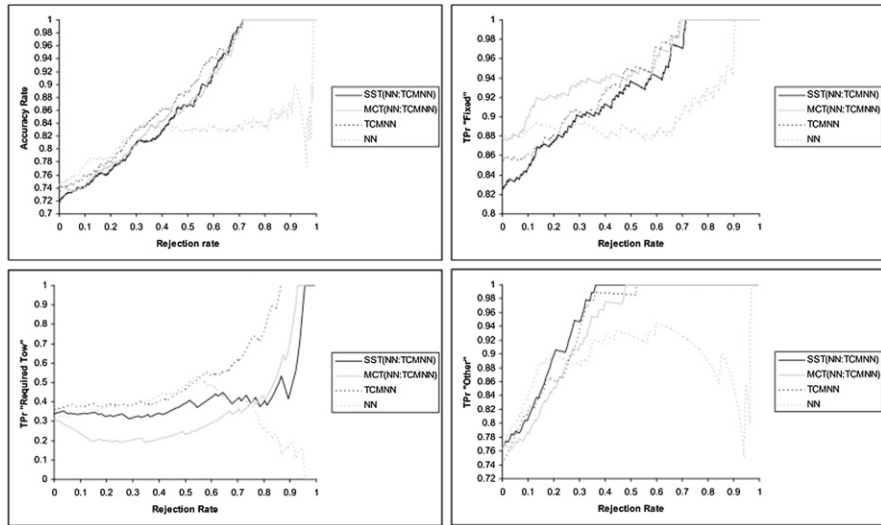 1
0.98
0.96
0.94
0.92
0.9
0.88
0.86
0.84
0.82
0.8
0.78
0.76
0.74
0.72
0.7
Accuracy Rate
0 0.1 0.2 0.3 0.4 0.5 0.6 0.7 0.8 0.9 1
Rejection rate
SST(NN:TCMNN)
MCT(NN:TCMNN)
TCMNN
NN
1
0.98
0.96
0.94
0.92
0.9
0.88
0.86
0.84
0.82
0.8
TPr "Fixed"
0 0.1 0.2 0.3 0.4 0.5 0.6 0.7 0.8 0.9 1
Rejection Rate
SST(NN:TCMNN)
MCT(NN:TCMNN)
TCMNN
NN
1
0.9
0.8
0.7
0.6
0.5
0.4
0.3
0.2
0.1
0
TPr "Required Tow"
0 0.1 0.2 0.3 0.4 0.5 0.6 0.7 0.8 0.9 1
Rejection Rate
SST(NN:TCMNN)
MCT(NN:TCMNN)
TCMNN
NN
1
0.98
0.96
0.94
0.92
0.9
0.88
0.86
0.84
0.82
0.8
0.78
0.76
0.74
0.72
TPr "Other"
0 0.1 0.2 0.3 0.4 0.5 0.6 0.7 0.8 0.9 1
Rejection Rate
SST(NN:TCMNN)
MCT(NN:TCMNN)
TCMNN
NN